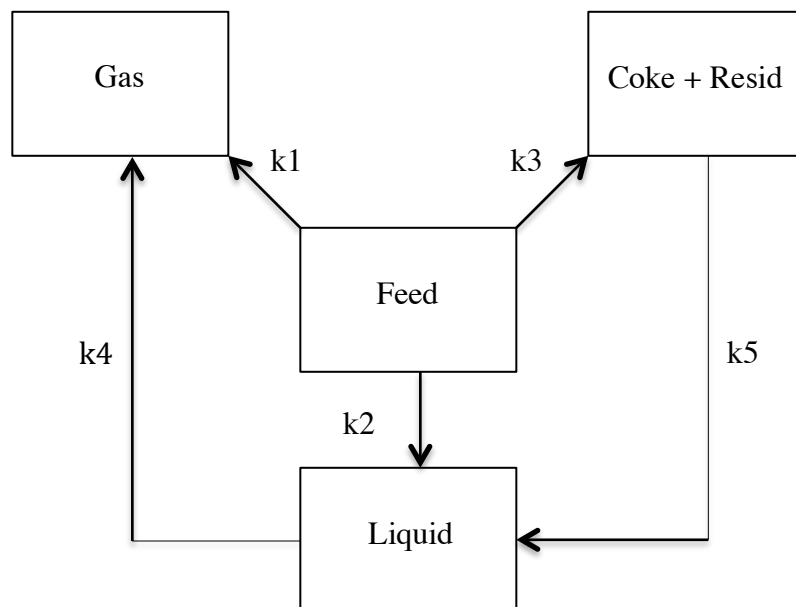 Gas
Coke + Resid
k1
k3
Feed
k4
k5
k2
Liquid